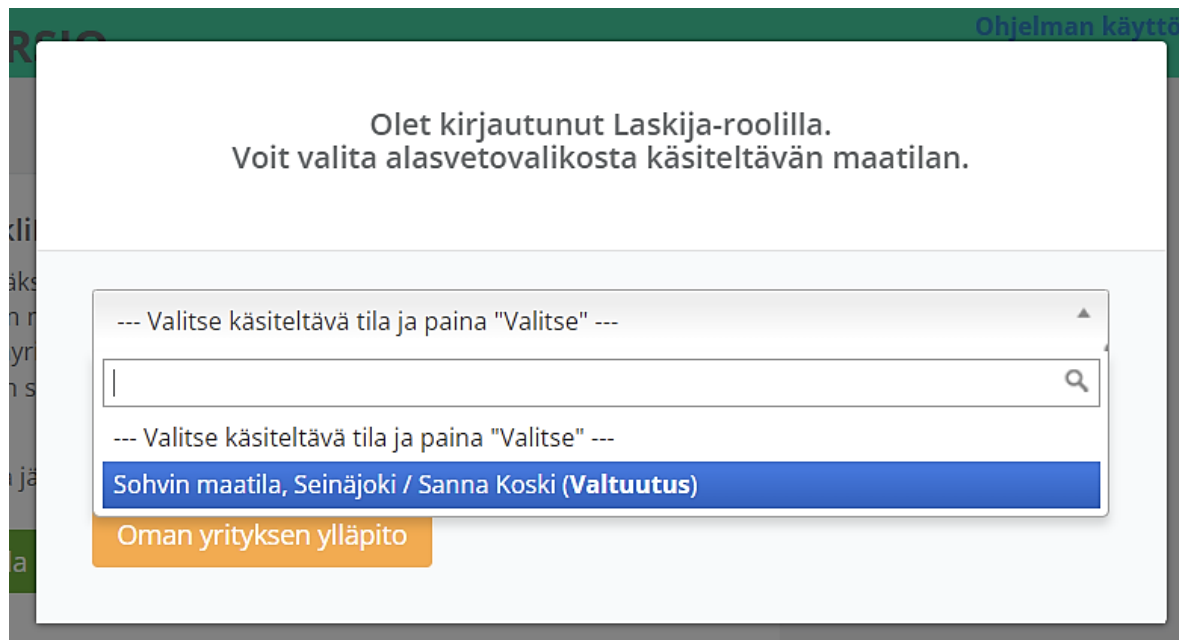 Ohjelman käyttö
Olet kirjautunut Laskija-roolilla.
Voit valita alasvetovalikosta käsiteltävän maatilan.
--- Valitse käsiteltävä tila ja paina "Valitse" ---
--- Valitse käsiteltävä tila ja paina "Valitse" ---
Sohvin maatila, Seinäjoki / Sanna Koski (Valtuutus)
Oman yrityksen ylläpito